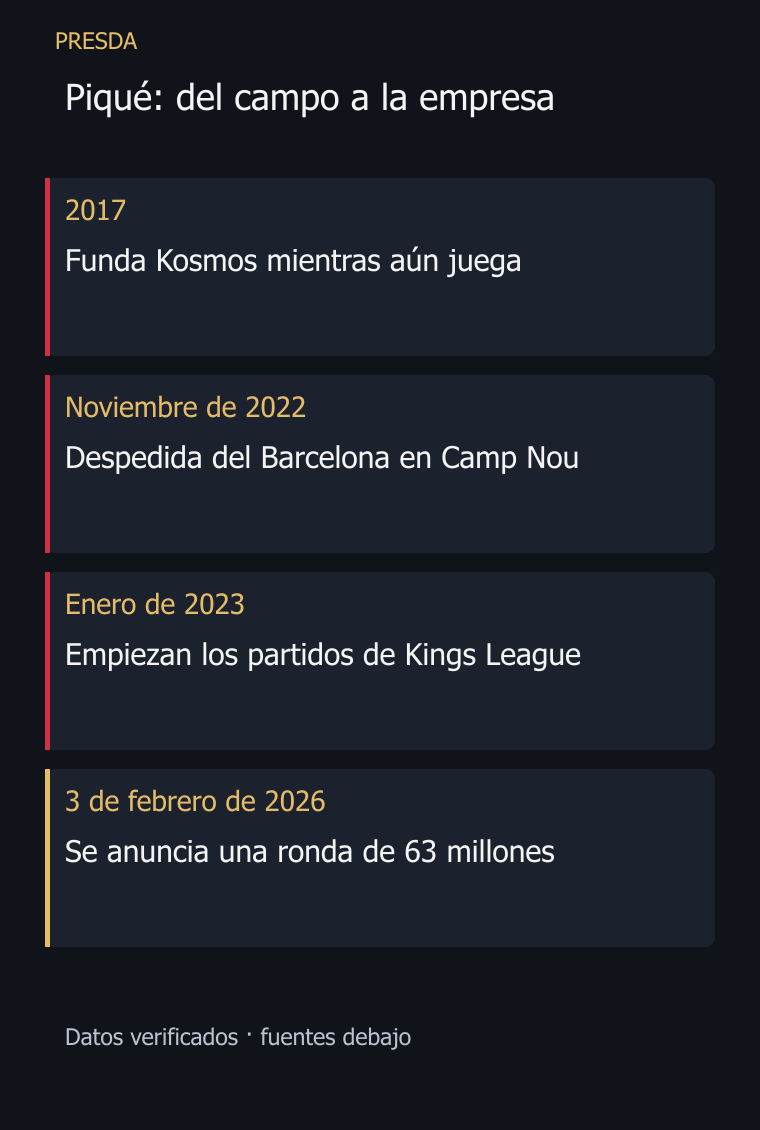 PRESDA
Piqué: del campo a la empresa
2017
Funda Kosmos mientras aún juega
Noviembre de 2022
Despedida del Barcelona en Camp Nou
Enero de 2023
Empiezan los partidos de Kings League
3 de febrero de 2026
Se anuncia una ronda de 63 millones
Datos verificados · fuentes debajo